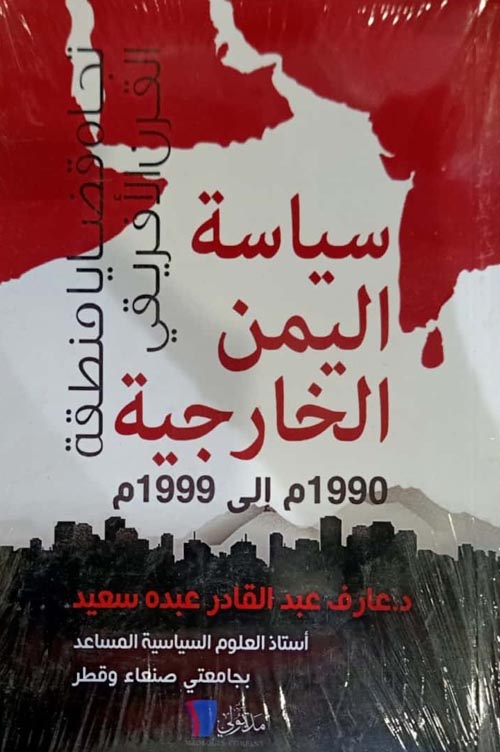 سياسة
اليمن
الخارجية
تجاه قضايا منطقة
القرن الأفريقي
1990م إلى 1999م
د.عارف عبد القادر عبده سعيد
أستاذ العلوم السياسية المساعد
بجامعتي صنعاء وقطر
مدبولي